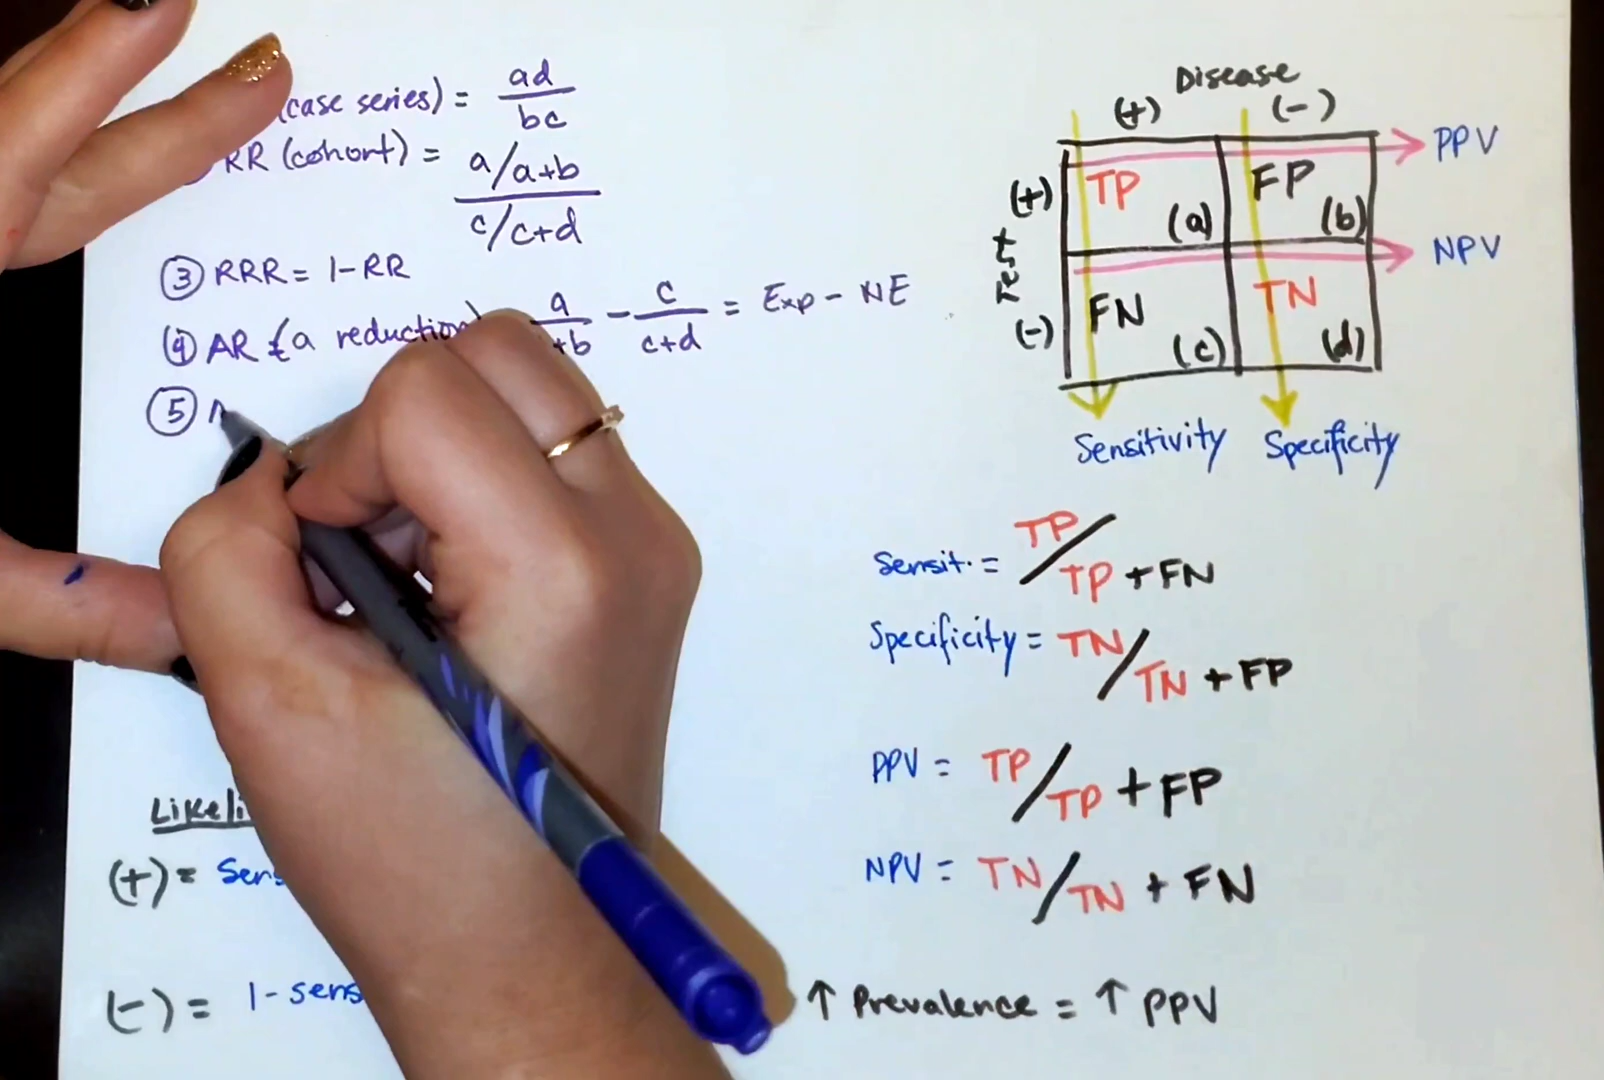 (case series) = ad/bc
RR (cohort) = a/a+b / c/c+d
③ RRR = 1-RR
④ AR & (a reduction) a/+b - c/c+d = Exp - NE
⑤
(+) = Sens
(-) = 1-sens
Disease
(+) (-)
Test
(+) TP (a) FP (b) PPV
(-) FN (c) TN (d) NPV
Sensitivity Specificity
Sensit. = TP/TP + FN
Specificity = TN/TN + FP
PPV = TP/TP + FP
NPV = TN/TN + FN
↑ Prevalence = ↑ PPV